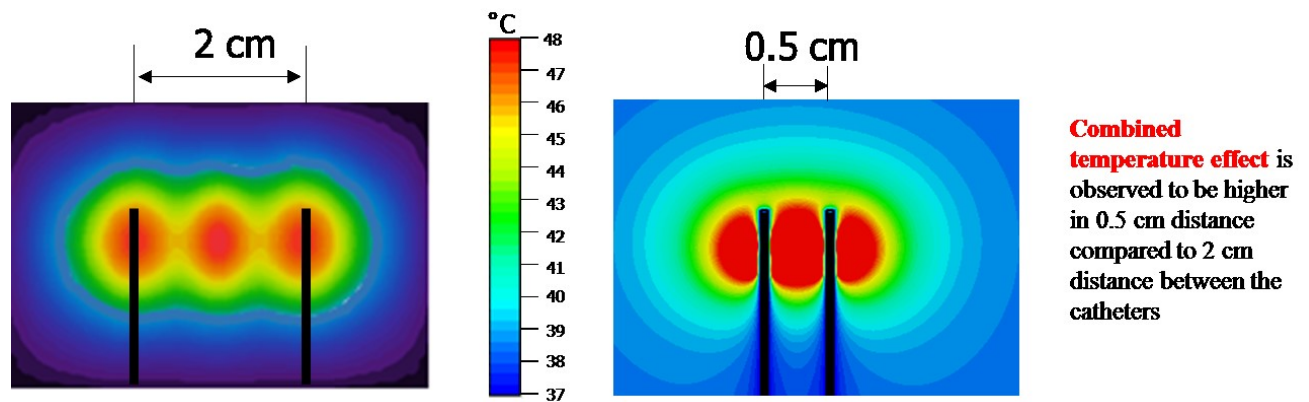 2 cm
°C
48
47
46
45
44
43
42
41
40
39
38
37
0.5 cm
Combined
temperature effect is
observed to be higher
in 0.5 cm distance
compared to 2 cm
distance between the
catheters